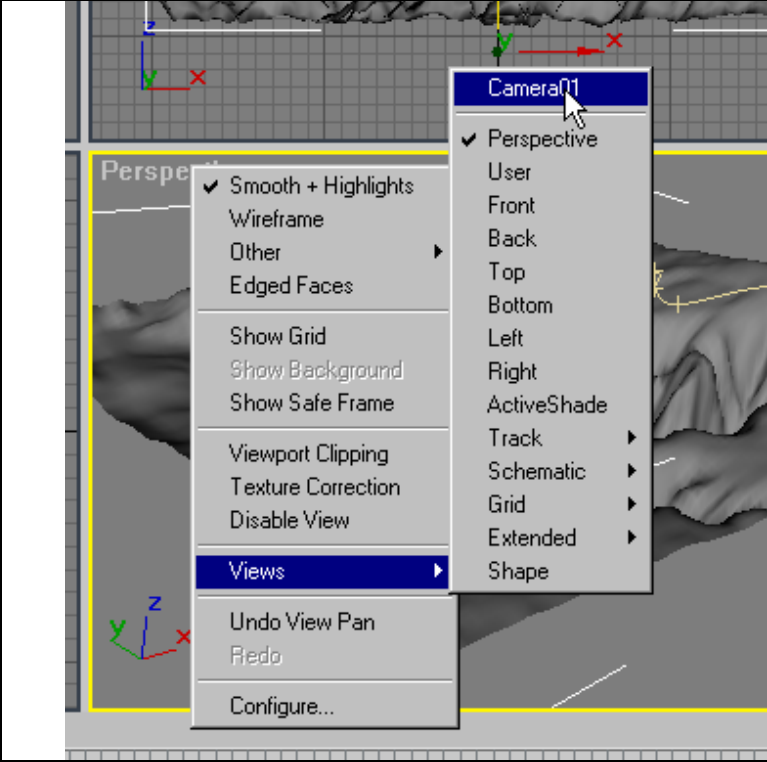 z
y
x
y
x
Perspe
Smooth + Highlights
Wireframe
Other
Edged Faces
Show Grid
Show Background
Show Safe Frame
Viewport Clipping
Texture Correction
Disable View
Views
Undo View Pan
Redo
Configure...
Camera01
Perspective
User
Front
Back
Top
Bottom
Left
Right
ActiveShade
Track
Schematic
Grid
Extended
Shape
z
y
x